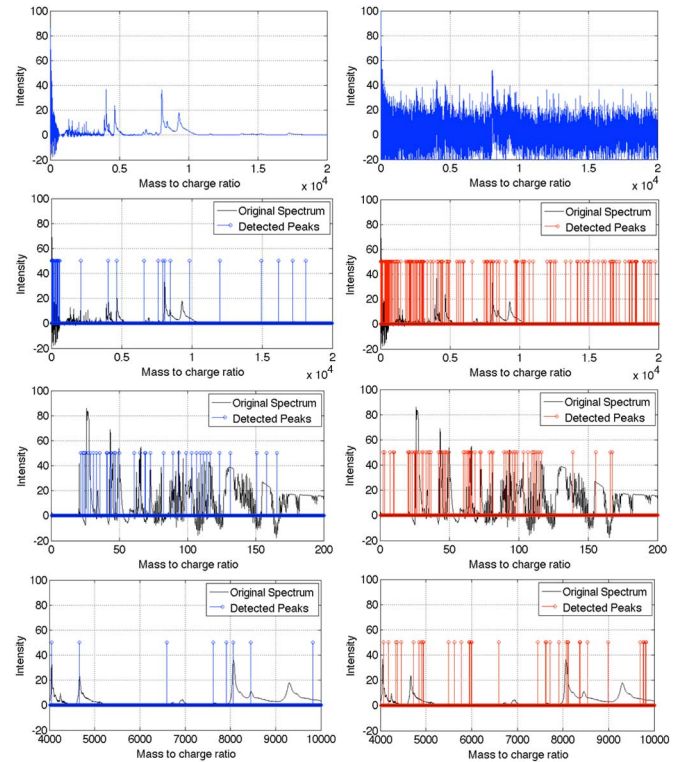 100
80
60
40
20
0
-20
Intensity
0 0.5 1 1.5 2
Mass to charge ratio
x 10⁴
100
80
60
40
20
0
-20
Intensity
0 0.5 1 1.5 2
Mass to charge ratio
x 10⁴
100
80
60
40
20
0
-20
Intensity
Original Spectrum
Detected Peaks
0 0.5 1 1.5 2
Mass to charge ratio
x 10⁴
100
80
60
40
20
0
-20
Intensity
Original Spectrum
Detected Peaks
0 0.5 1 1.5 2
Mass to charge ratio
x 10⁴
100
80
60
40
20
0
-20
Intensity
Original Spectrum
Detected Peaks
0 50 100 150 200
Mass to charge ratio
100
80
60
40
20
0
-20
Intensity
Original Spectrum
Detected Peaks
0 50 100 150 200
Mass to charge ratio
100
80
60
40
20
0
-20
Intensity
Original Spectrum
Detected Peaks
4000 5000 6000 7000 8000 9000 10000
Mass to charge ratio
100
80
60
40
20
0
-20
Intensity
Original Spectrum
Detected Peaks
4000 5000 6000 7000 8000 9000 10000
Mass to charge ratio